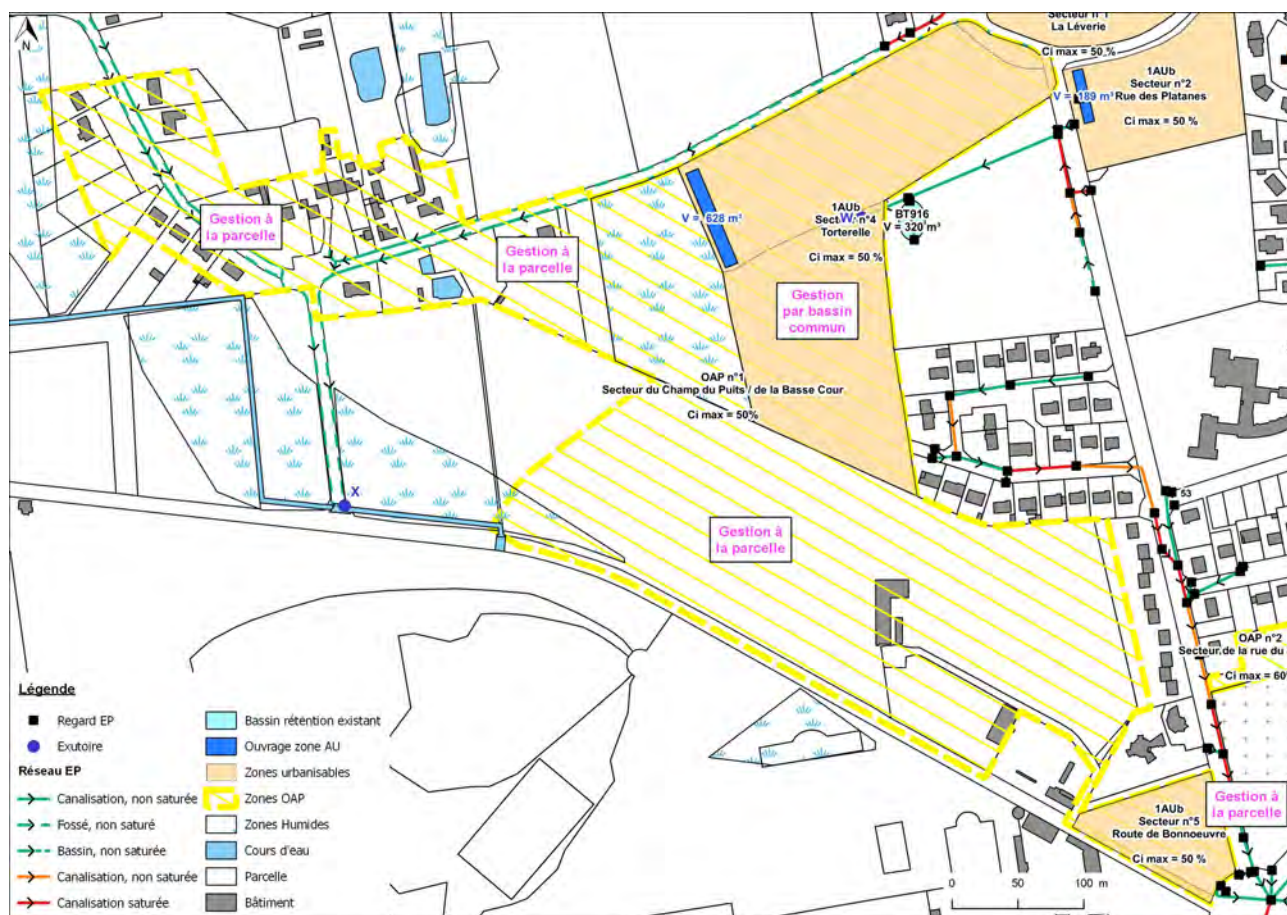 N
Secteur n°1
La Léverie
Ci max = 50 %
1AUb
Secteur n°2
Rue des Platanes
V = 189 m³
Ci max = 50 %
Gestion à
la parcelle
Gestion à
la parcelle
V = 628 m³
1AUb
Secteur n°4
Torterelle
W
Ci max = 50 %
BT916
V = 320 m³
Gestion
par bassin
commun
OAP n°1
Secteur du Champ du Puits / de la Basse Cour
Ci max = 50%
X
53
Gestion à
la parcelle
OAP n°2
Secteur de la rue du
Ci max = 60%
Gestion à
la parcelle
1AUb
Secteur n°5
Route de Bonnoeuvre
Ci max = 50 %
0 50 100 m
Légende
Regard EP
Exutoire
Réseau EP
Canalisation, non saturée
Fossé, non saturé
Bassin, non saturée
Canalisation, non saturée
Canalisation saturée
Bassin rétention existant
Ouvrage zone AU
Zones urbanisables
Zones OAP
Zones Humides
Cours d'eau
Parcelle
Bâtiment